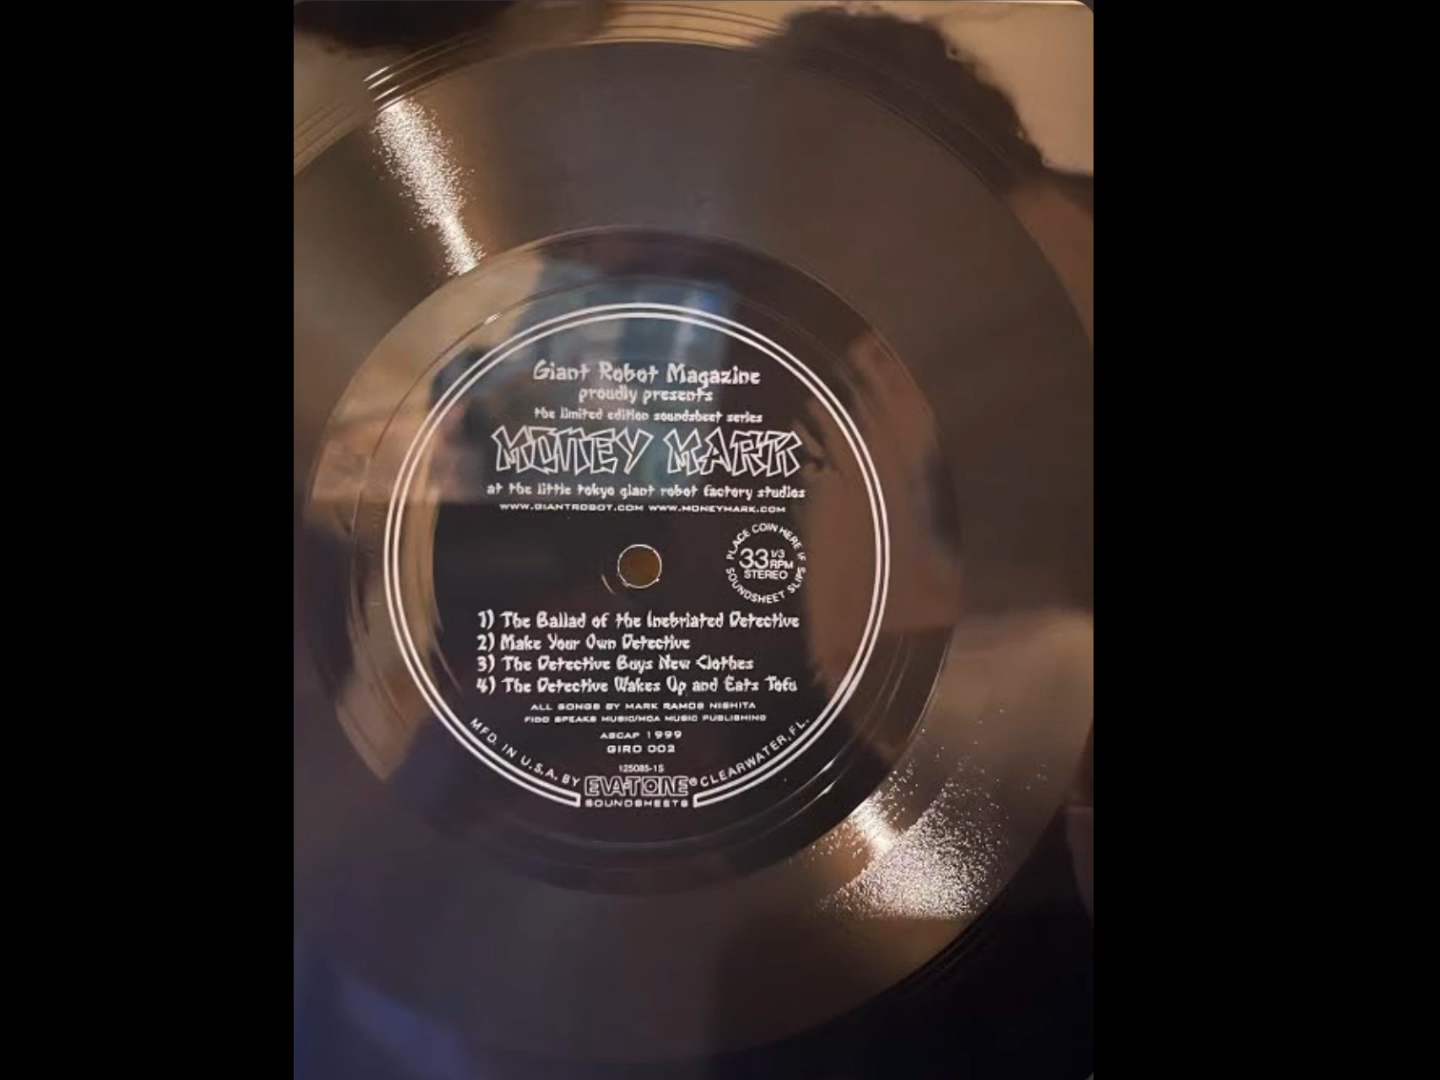 Giant Robot Magazine
proudly presents
the limited edition soundsheet series
MONEY MARK
at the little tokyo giant robot factory studios
WWW.GIANTROBOT.COM WWW.MONEYMARK.COM
PLACE COIN HERE IF
33 1/3
RPM
STEREO
SOUNDSHEET SLIPS
1) The Ballad of the Inebriated Detective
2) Make Your Own Detective
3) The Detective Buys New Clothes
4) The Detective Wakes Up and Eats Tofu
ALL SONGS BY MARK RAMOS NISHITA
FIDO SPEAKS MUSIC/MCA MUSIC PUBLISHING
ASCAP 1999
GIRO 002
125085-1S
MFD. IN U.S.A. BY EVA-TONE® CLEARWATER, FL.
SOUNDSHEETS